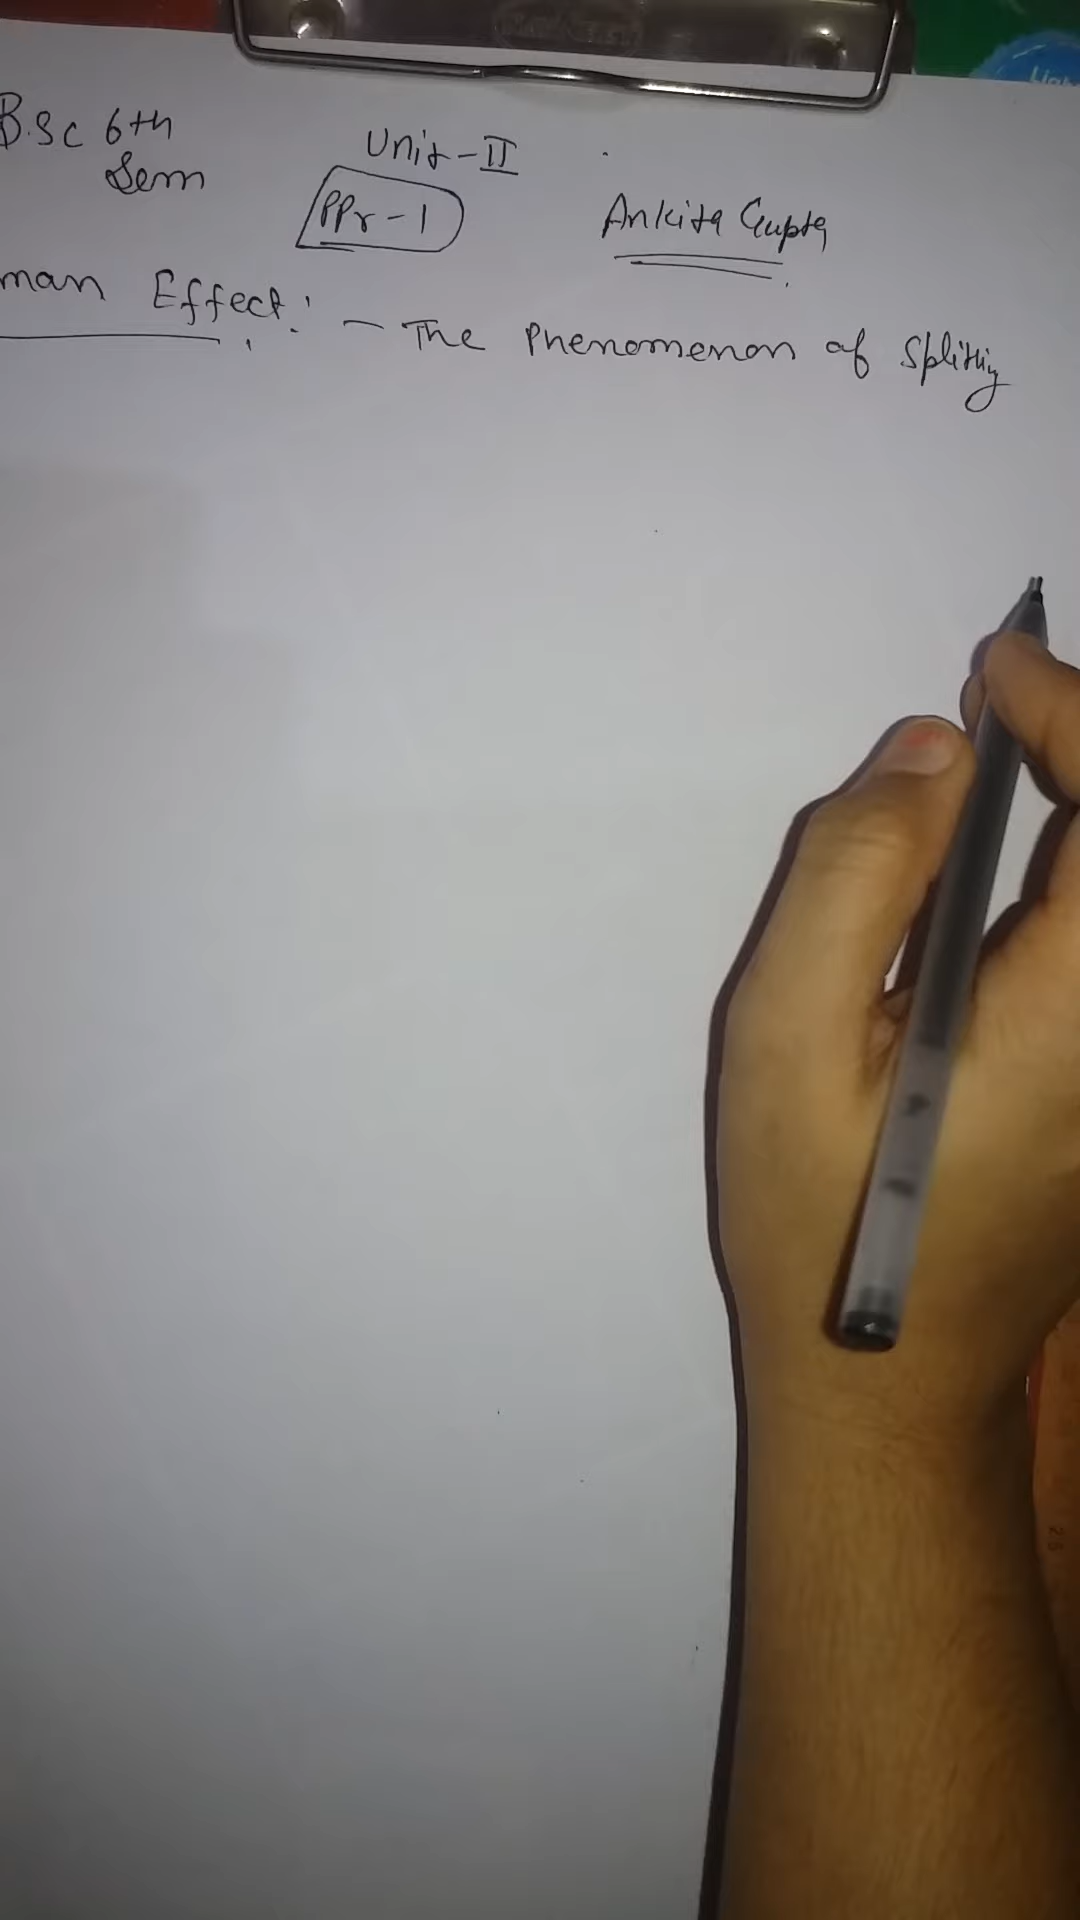 B.Sc 6th
Sem
Unit-II
PPr-1
Ankita Gupta
man Effect: - The Phenomenon of Splitting